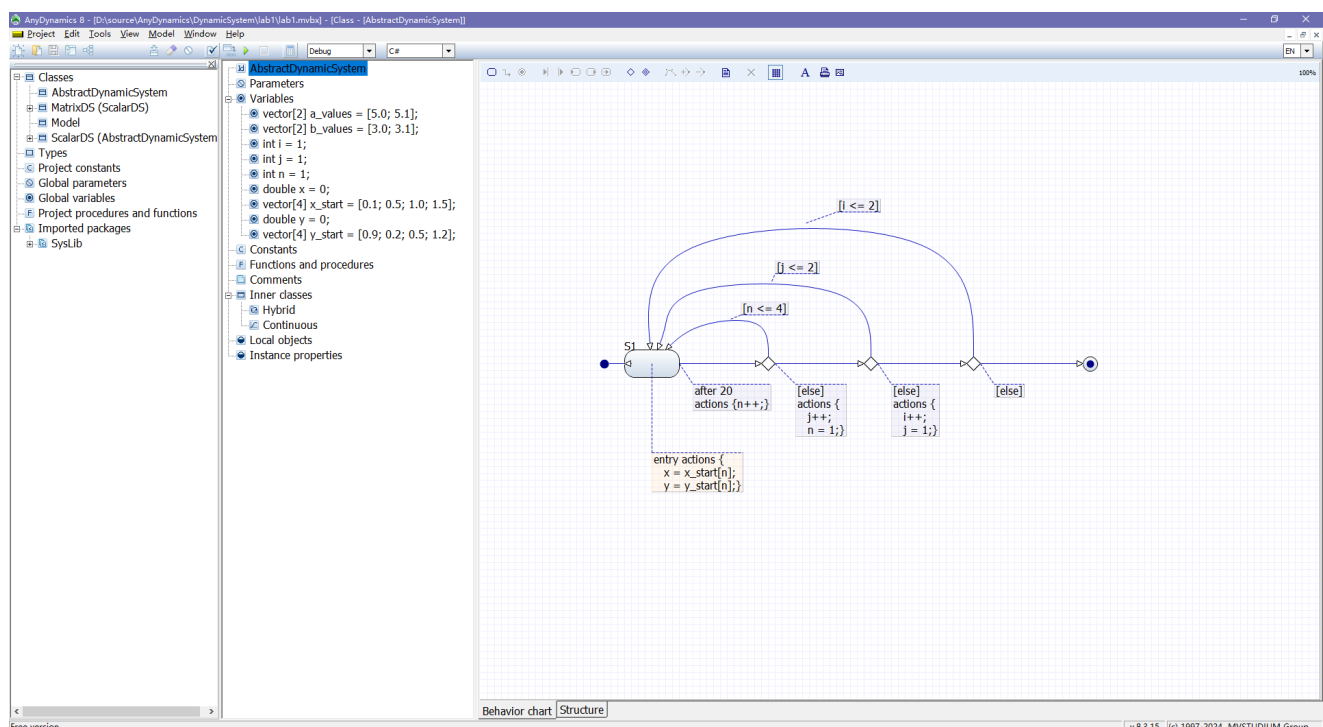 AnyDynamics 8 - [D:\source\AnyDynamics\DynamicSystem\lab1\lab1.mvbx] - [Class - [AbstractDynamicSystem]]
Project Edit Tools View Model Window Help
Debug C# EN
Classes
AbstractDynamicSystem
MatrixDS (ScalarDS)
Model
ScalarDS (AbstractDynamicSystem
Types
Project constants
Global parameters
Global variables
Project procedures and functions
Imported packages
SysLib
AbstractDynamicSystem
Parameters
Variables
vector[2] a_values = [5.0; 5.1];
vector[2] b_values = [3.0; 3.1];
int i = 1;
int j = 1;
int n = 1;
double x = 0;
vector[4] x_start = [0.1; 0.5; 1.0; 1.5];
double y = 0;
vector[4] y_start = [0.9; 0.2; 0.5; 1.2];
Constants
Functions and procedures
Comments
Inner classes
Hybrid
Continuous
Local objects
Instance properties
100%
[i <= 2]
[j <= 2]
[n <= 4]
S1
after 20
actions {n++;}
[else]
actions {
j++;
n = 1;}
[else]
actions {
i++;
j = 1;}
[else]
entry actions {
x = x_start[n];
y = y_start[n];}
Behavior chart Structure
Free version
v.8.3.15 (c) 1997-2024, MVSTUDIUM Group